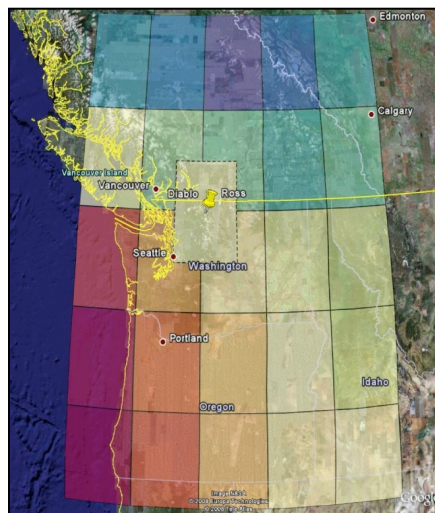 Edmonton
Calgary
Vancouver Island
Vancouver
Diablo
Ross
Seattle
Washington
Portland
Idaho
Oregon
Image NASA
© 2008 Europa Technologies
© 2008 Tele Atlas
Google